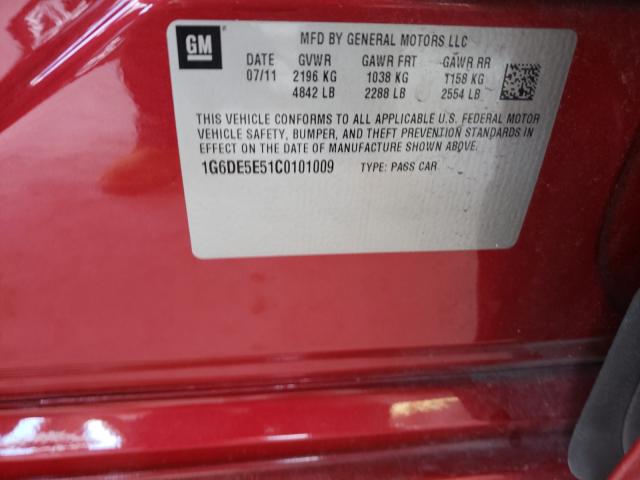 GM
MFD BY GENERAL MOTORS LLC
DATE GVWR GAWR FRT GAWR RR
07/11 2196 KG 1038 KG 1158 KG
4842 LB 2288 LB 2554 LB
THIS VEHICLE CONFORMS TO ALL APPLICABLE U.S. FEDERAL MOTOR
VEHICLE SAFETY, BUMPER, AND THEFT PREVENTION STANDARDS IN
EFFECT ON THE DATE OF MANUFACTURE SHOWN ABOVE.
1G6DE5E51C0101009 TYPE: PASS CAR